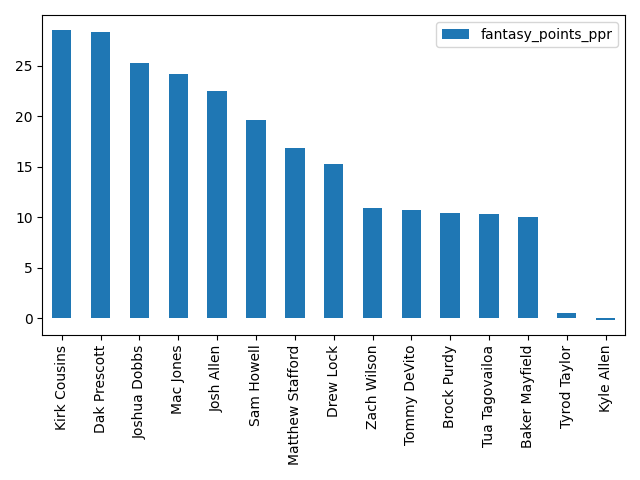 fantasy_points_ppr
25
20
15
10
5
0
Kirk Cousins
Dak Prescott
Joshua Dobbs
Mac Jones
Josh Allen
Sam Howell
Matthew Stafford
Drew Lock
Zach Wilson
Tommy DeVito
Brock Purdy
Tua Tagovailoa
Baker Mayfield
Tyrod Taylor
Kyle Allen